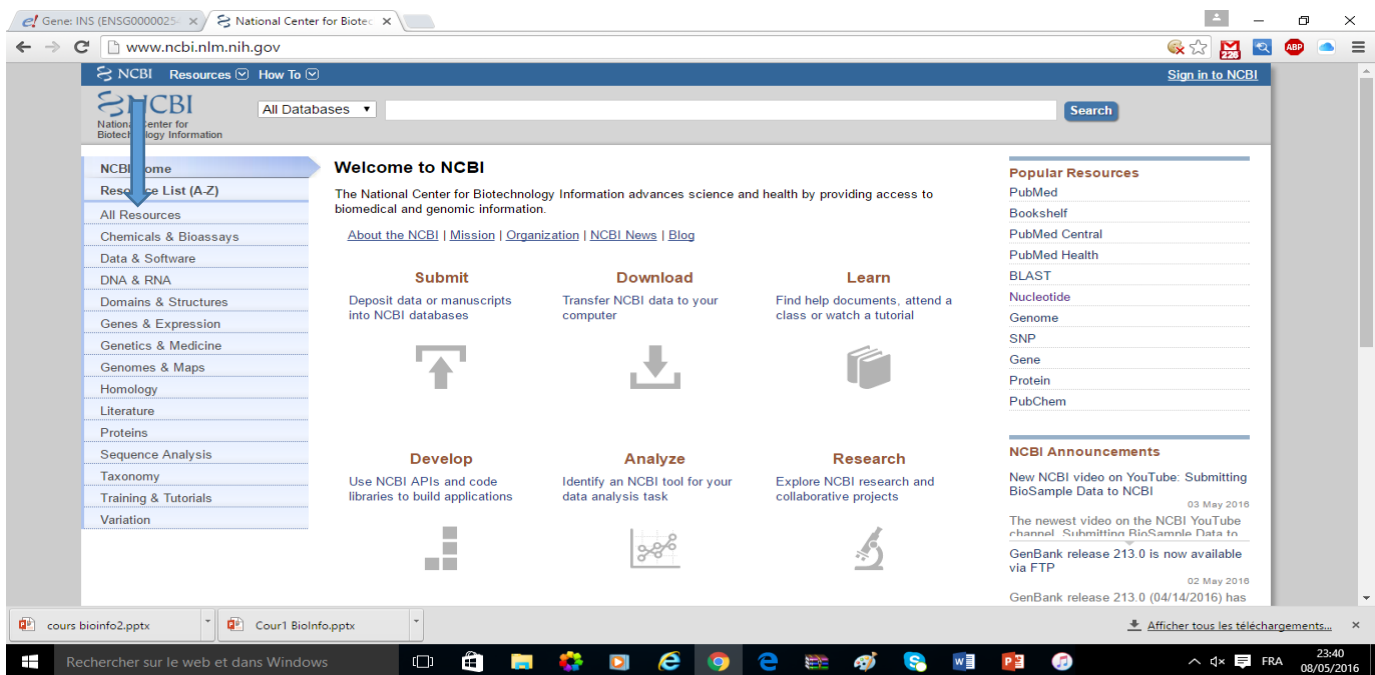 Gene: INS (ENSG0000025
National Center for Biotec
www.ncbi.nlm.nih.gov
226
ABP
NCBI Resources How To
Sign in to NCBI
NCBI
National Center for
Biotechnology Information
All Databases
Search
NCBI Home
Resource List (A-Z)
All Resources
Chemicals & Bioassays
Data & Software
DNA & RNA
Domains & Structures
Genes & Expression
Genetics & Medicine
Genomes & Maps
Homology
Literature
Proteins
Sequence Analysis
Taxonomy
Training & Tutorials
Variation
Welcome to NCBI
The National Center for Biotechnology Information advances science and health by providing access to
biomedical and genomic information.
About the NCBI | Mission | Organization | NCBI News | Blog
Submit
Deposit data or manuscripts
into NCBI databases
Download
Transfer NCBI data to your
computer
Learn
Find help documents, attend a
class or watch a tutorial
Develop
Use NCBI APIs and code
libraries to build applications
Analyze
Identify an NCBI tool for your
data analysis task
Research
Explore NCBI research and
collaborative projects
Popular Resources
PubMed
Bookshelf
PubMed Central
PubMed Health
BLAST
Nucleotide
Genome
SNP
Gene
Protein
PubChem
NCBI Announcements
New NCBI video on YouTube: Submitting
BioSample Data to NCBI
03 May 2016
The newest video on the NCBI YouTube
channel, Submitting BioSample Data to
GenBank release 213.0 is now available
via FTP
02 May 2016
GenBank release 213.0 (04/14/2016) has
cours bioinfo2.pptx
Cour1 BioInfo.pptx
Afficher tous les téléchargements...
Rechercher sur le web et dans Windows
FRA
23:40
08/05/2016